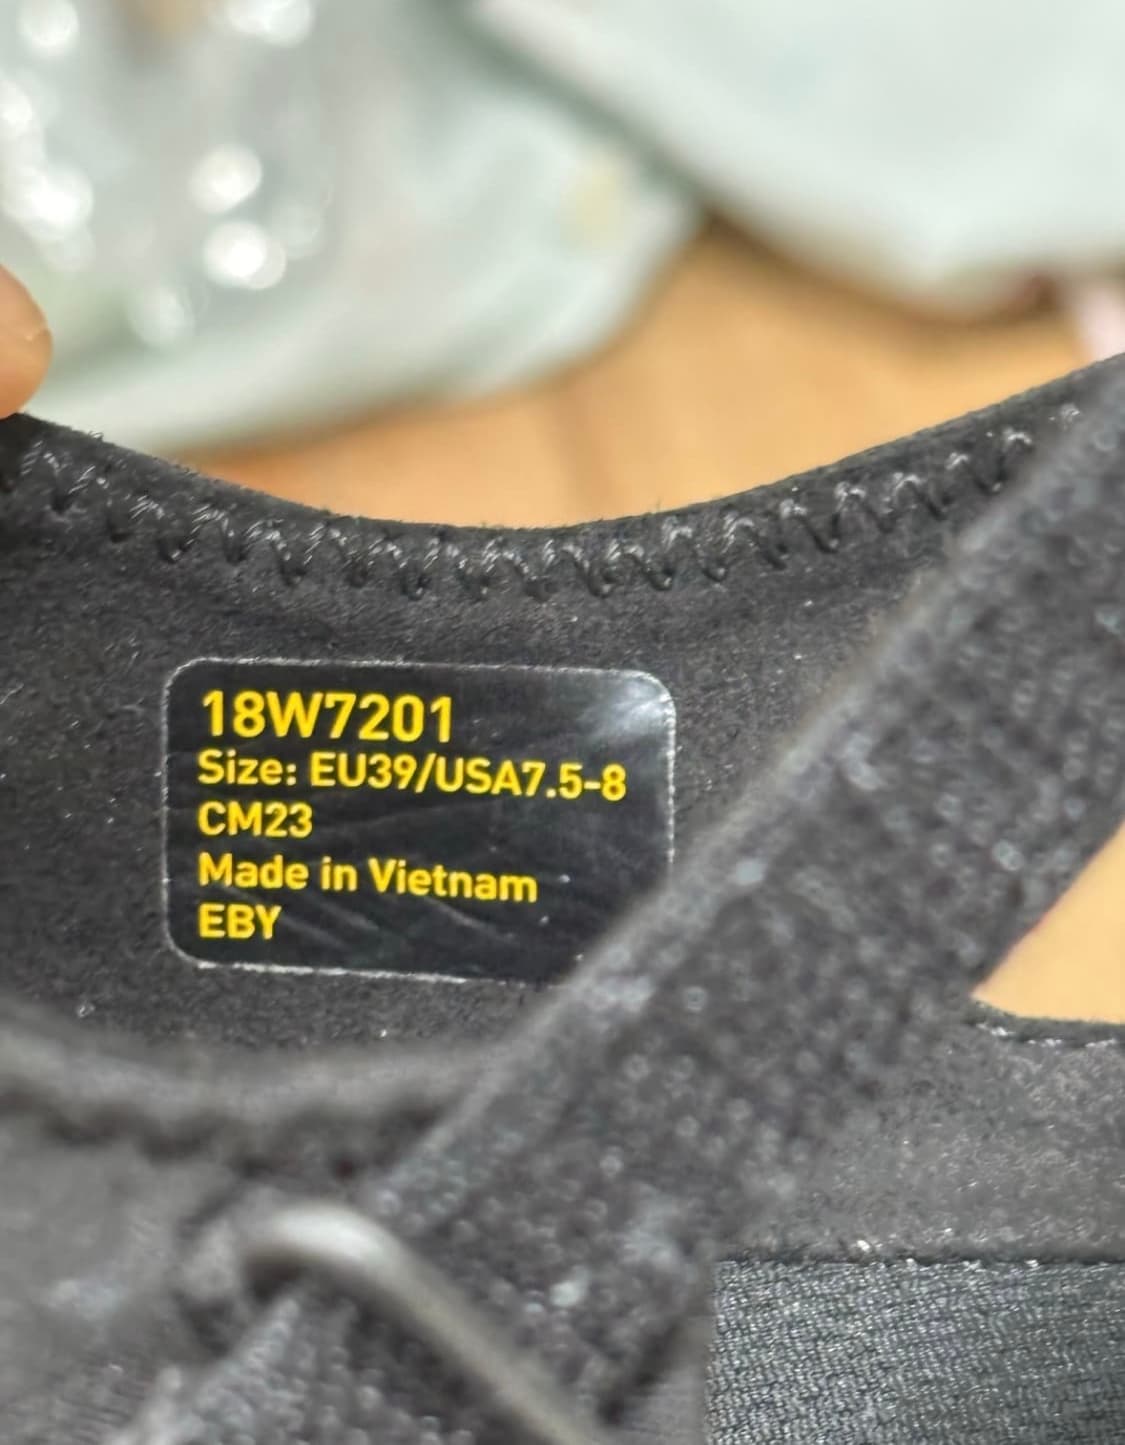 18W7201
Size: EU39/USA7.5-8
CM23
Made in Vietnam
EBY